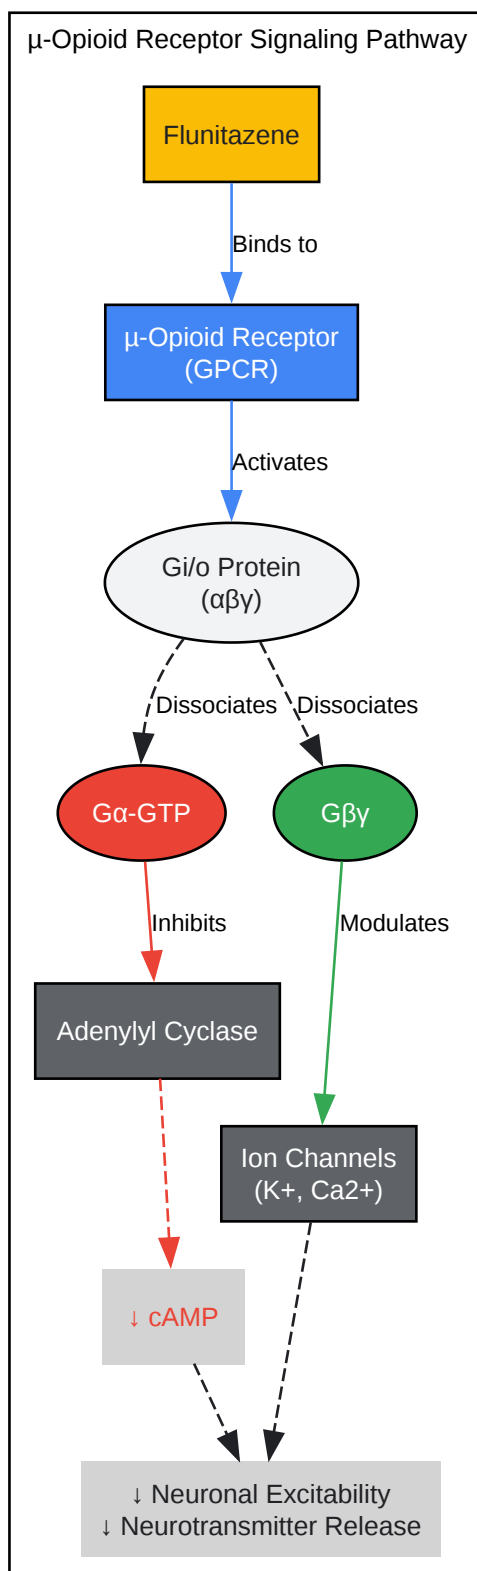 µ-Opioid Receptor Signaling Pathway
Flunitazene
Binds to
µ-Opioid Receptor
(GPCR)
Activates
Gi/o Protein
(αβγ)
Dissociates
Dissociates
Gα-GTP
Gβγ
Inhibits
Modulates
Adenylyl Cyclase
Ion Channels
(K+, Ca2+)
↓ cAMP
↓ Neuronal Excitability
↓ Neurotransmitter Release